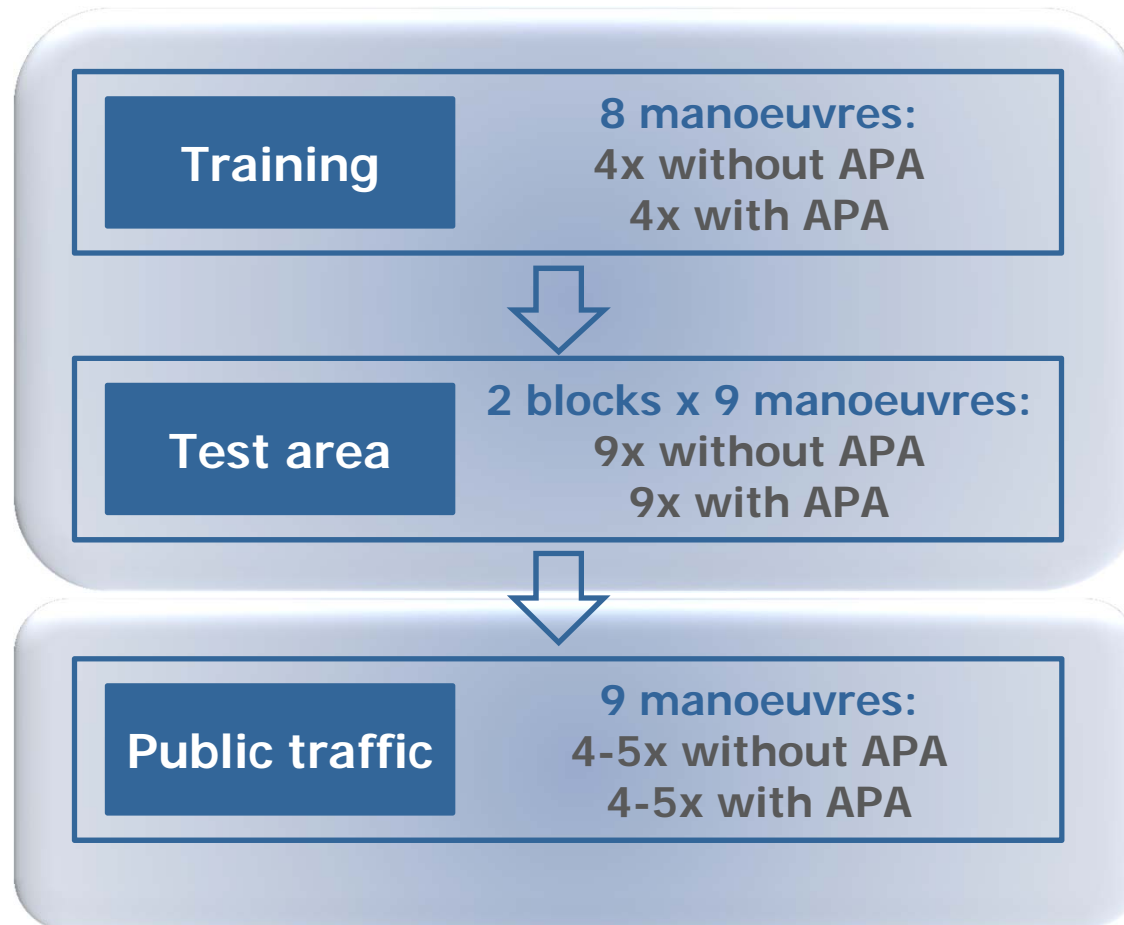 Training
8 manoeuvres:
4x without APA
4x with APA
Test area
2 blocks x 9 manoeuvres:
9x without APA
9x with APA
Public traffic
9 manoeuvres:
4-5x without APA
4-5x with APA